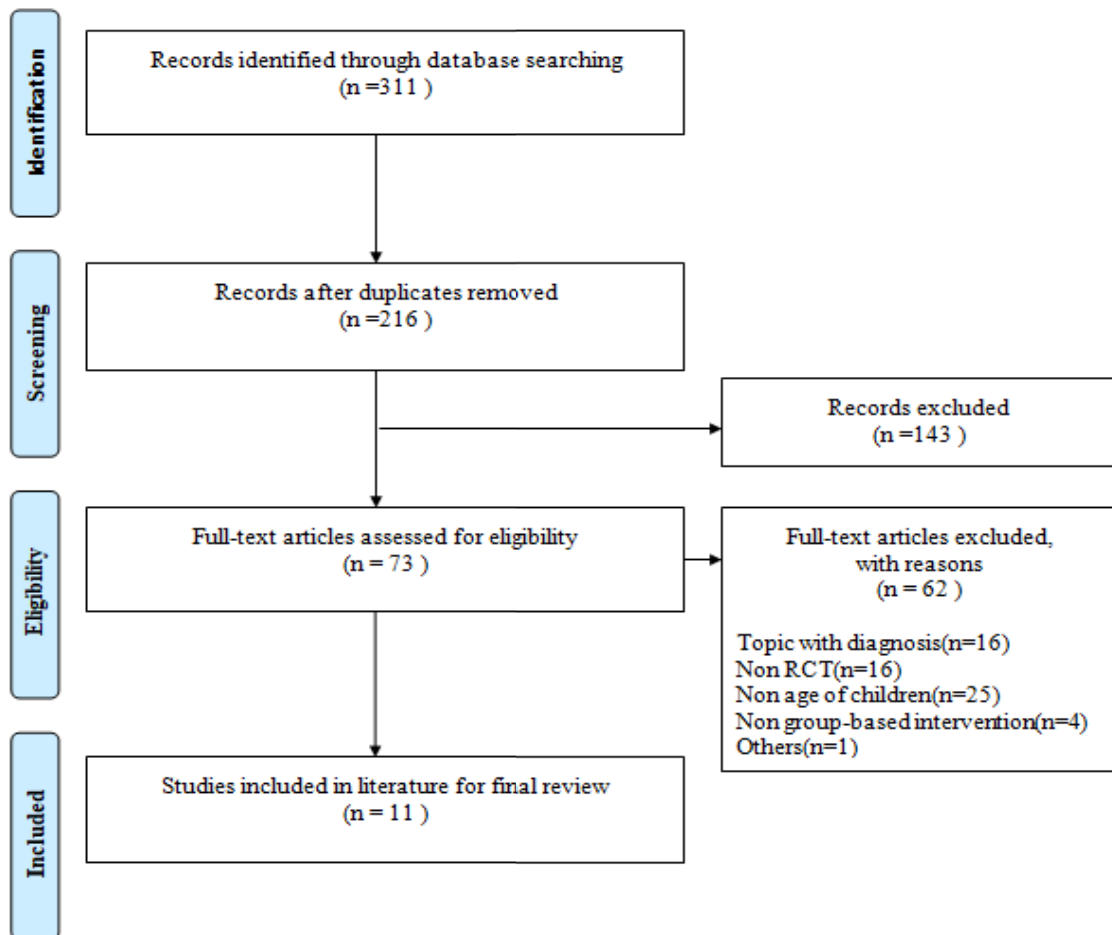 Identification
Records identified through database searching
(n =311 )
Screening
Records after duplicates removed
(n =216 )
Records excluded
(n =143 )
Eligibility
Full-text articles assessed for eligibility
(n = 73 )
Full-text articles excluded,
with reasons
(n = 62 )
Topic with diagnosis(n=16)
Non RCT(n=16)
Non age of children(n=25)
Non group-based intervention(n=4)
Others(n=1)
Included
Studies included in literature for final review
(n = 11 )